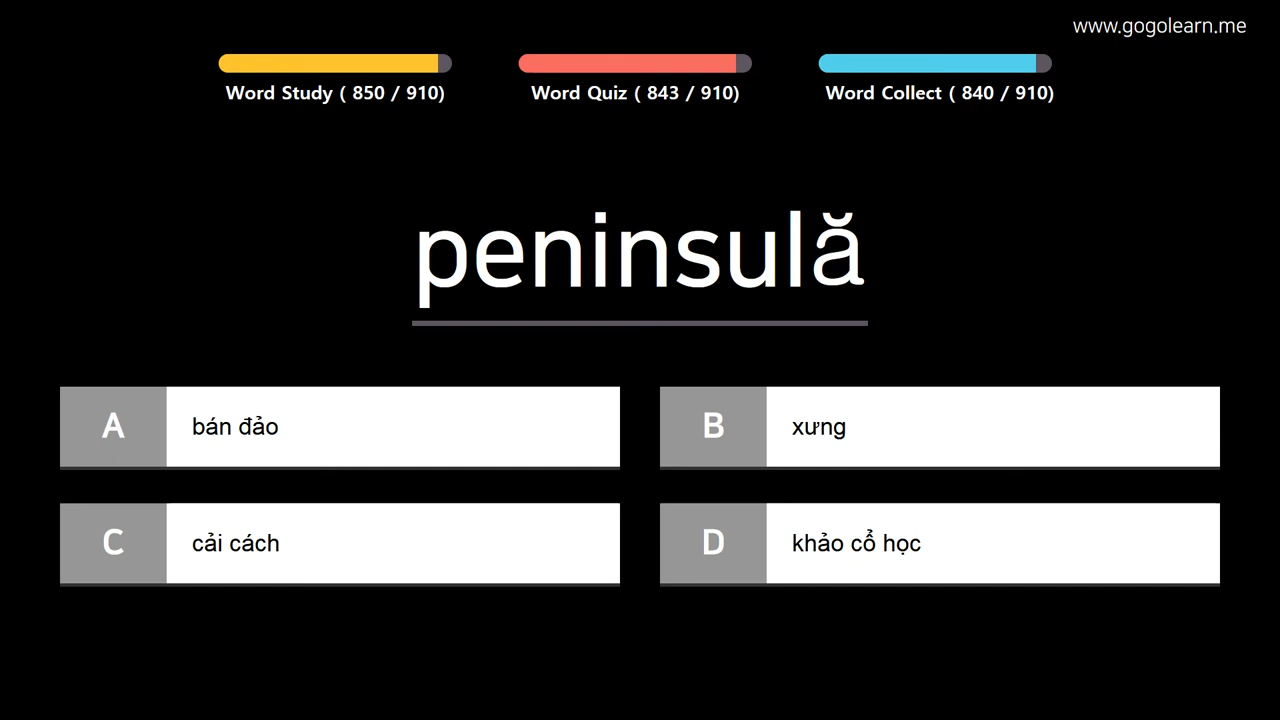 www.gogolearn.me
Word Study ( 850 / 910)
Word Quiz ( 843 / 910)
Word Collect ( 840 / 910)
peninsulă
A
bán đảo
B
xưng
C
cải cách
D
khảo cổ học